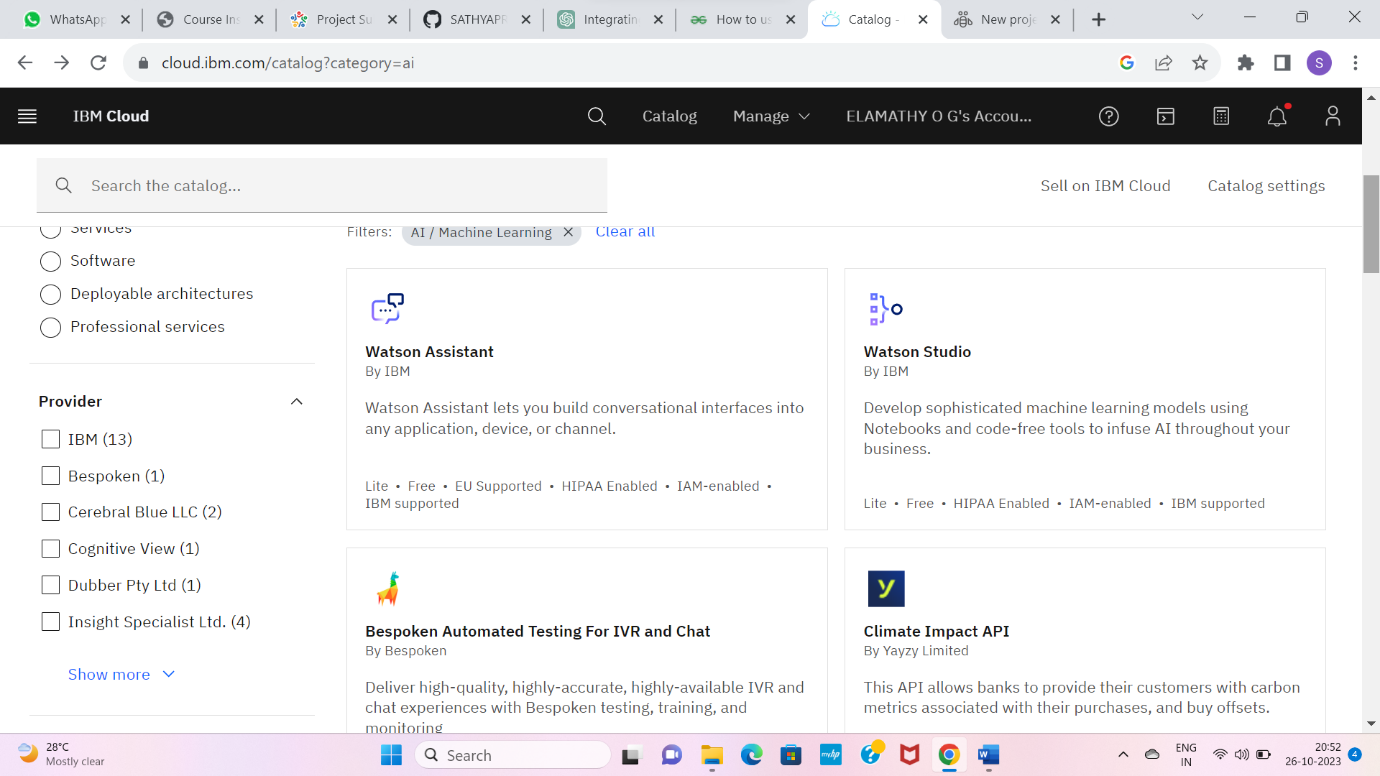 WhatsApp
Course Ins
Project Su
SATHYAPR
Integratin
How to us
Catalog -
New proje
cloud.ibm.com/catalog?category=ai
S
IBM Cloud
Catalog
Manage
ELAMATHY O G's Accou...
Search the catalog...
Sell on IBM Cloud
Catalog settings
Services
Software
Deployable architectures
Professional services
Provider
IBM (13)
Bespoken (1)
Cerebral Blue LLC (2)
Cognitive View (1)
Dubber Pty Ltd (1)
Insight Specialist Ltd. (4)
Show more
Filters: AI / Machine Learning Clear all
Watson Assistant
By IBM
Watson Assistant lets you build conversational interfaces into
any application, device, or channel.
Lite • Free • EU Supported • HIPAA Enabled • IAM-enabled •
IBM supported
Watson Studio
By IBM
Develop sophisticated machine learning models using
Notebooks and code-free tools to infuse AI throughout your
business.
Lite • Free • HIPAA Enabled • IAM-enabled • IBM supported
Bespoken Automated Testing For IVR and Chat
By Bespoken
Deliver high-quality, highly-accurate, highly-available IVR and
chat experiences with Bespoken testing, training, and
monitoring
Climate Impact API
By Yayzy Limited
This API allows banks to provide their customers with carbon
metrics associated with their purchases, and buy offsets.
28°C
Mostly clear
Search
myhp
ENG
IN
20:52
26-10-2023
4